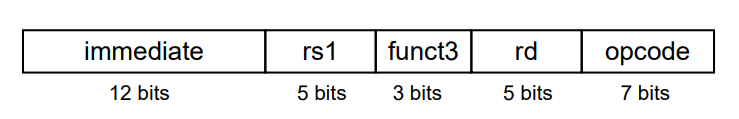 immediate rs1 funct3 rd opcode
12 bits 5 bits 3 bits 5 bits 7 bits